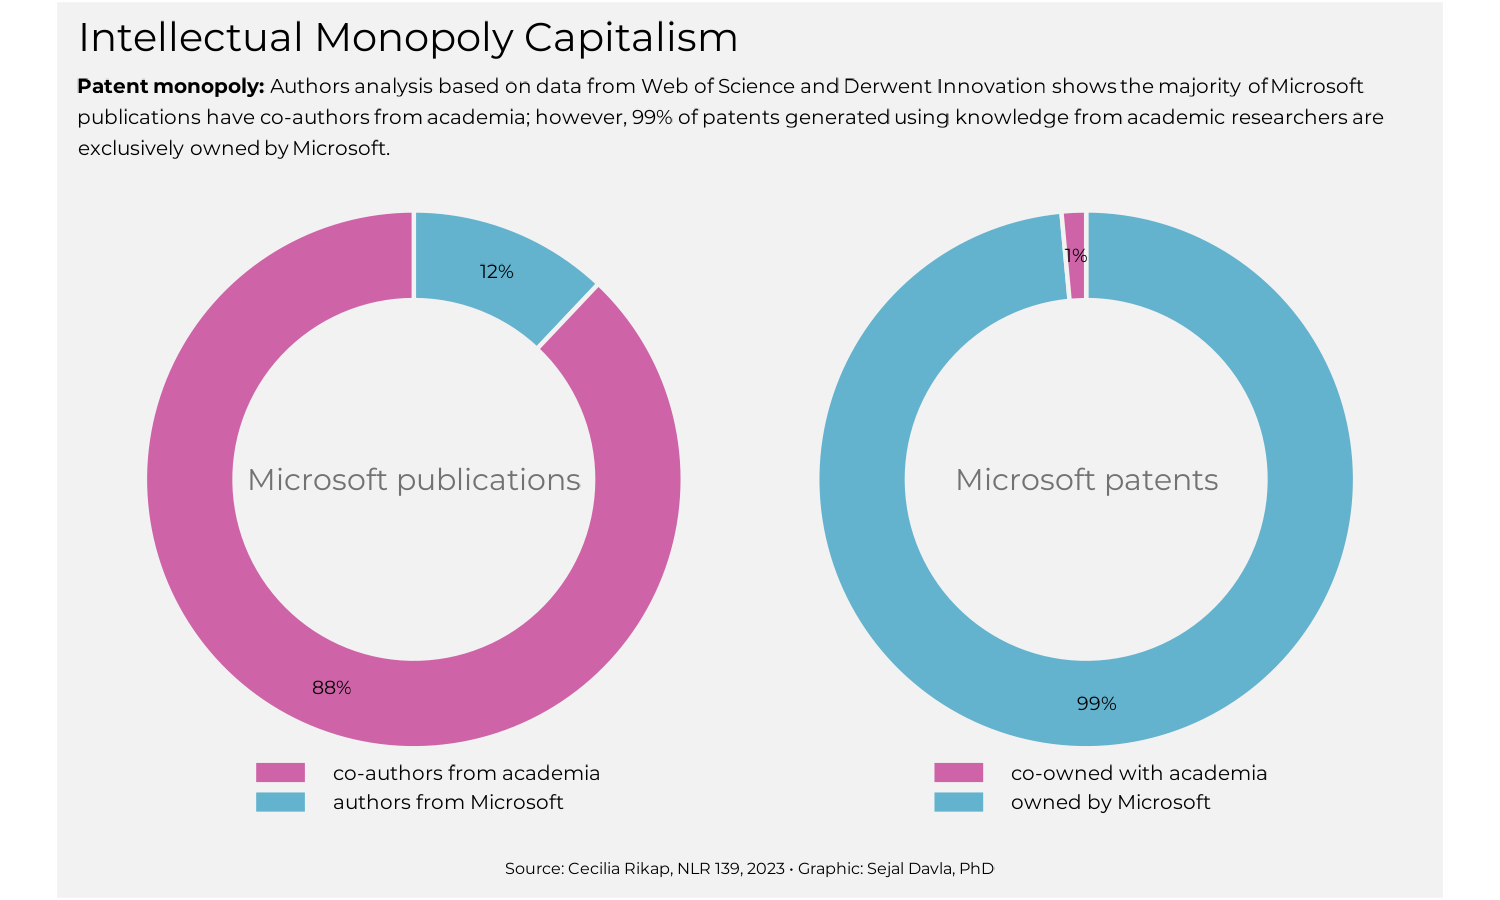 Intellectual Monopoly Capitalism
Patent monopoly: Authors analysis based on data from Web of Science and Derwent Innovation shows the majority of Microsoft
publications have co-authors from academia; however, 99% of patents generated using knowledge from academic researchers are
exclusively owned by Microsoft.
12%
88%
Microsoft publications
co-authors from academia
authors from Microsoft
1%
99%
Microsoft patents
co-owned with academia
owned by Microsoft
Source: Cecilia Rikap, NLR 139, 2023 • Graphic: Sejal Davla, PhD